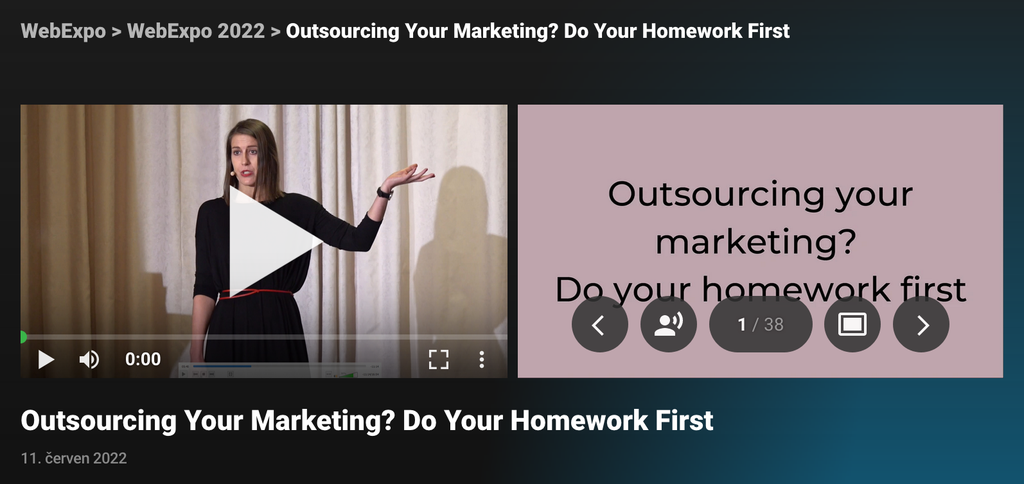 WebExpo > WebExpo 2022 > Outsourcing Your Marketing? Do Your Homework First
Outsourcing your
marketing?
Do your homework first
1 / 38
0:00
Outsourcing Your Marketing? Do Your Homework First
11. červen 2022